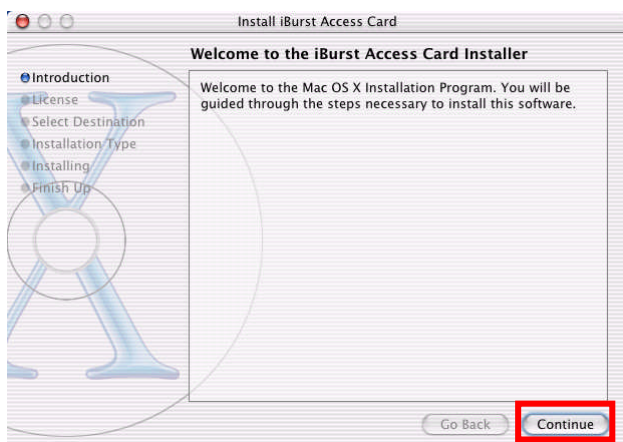 Install iBurst Access Card
Welcome to the iBurst Access Card Installer
Introduction
License
Select Destination
Installation Type
Installing
Finish Up
Welcome to the Mac OS X Installation Program. You will be
guided through the steps necessary to install this software.
Go Back
Continue